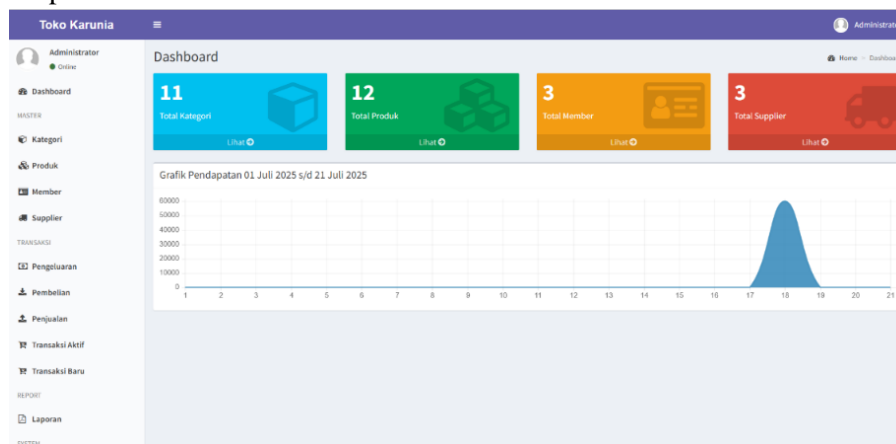 Toko Karunia
Administrator
Administrator
Online
Dashboard
MASTER
Kategori
Produk
Member
Supplier
TRANSAKSI
Pengeluaran
Pembelian
Penjualan
Transaksi Aktif
Transaksi Baru
REPORT
Laporan
SYSTEM
Dashboard
Home > Dashboa
11
Total Kategori
Lihat
12
Total Produk
Lihat
3
Total Member
Lihat
3
Total Supplier
Lihat
Grafik Pendapatan 01 Juli 2025 s/d 21 Juli 2025
60000
50000
40000
30000
20000
10000
0
1 2 3 4 5 6 7 8 9 10 11 12 13 14 15 16 17 18 19 20 21